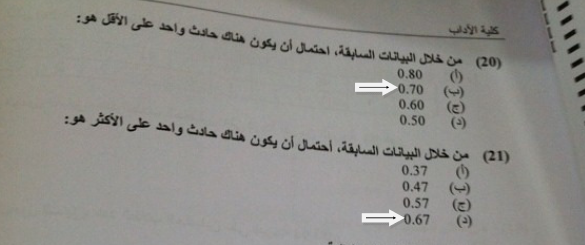 كلية الآداب
(20) من خلال البيانات السابقة، احتمال أن يكون هناك حادث واحد على الأقل هو:
(أ) 0.80
(ب) 0.70
(ج) 0.60
(د) 0.50
(21) من خلال البيانات السابقة، أحتمال أن يكون هناك حادث واحد على الأكثر هو:
(أ) 0.37
(ب) 0.47
(ج) 0.57
(د) 0.67